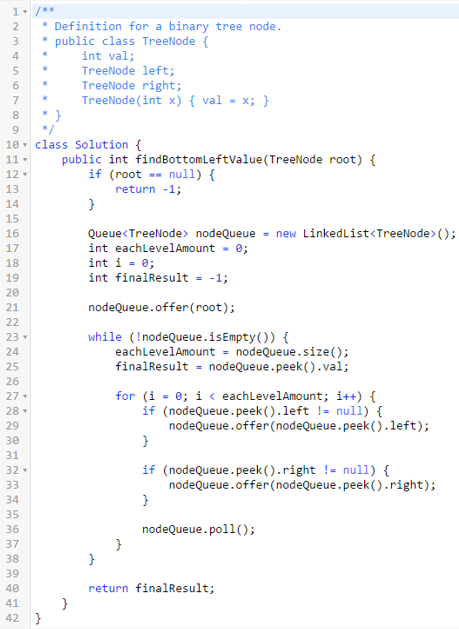 1 /**
2  * Definition for a binary tree node.
3  * public class TreeNode {
4  *     int val;
5  *     TreeNode left;
6  *     TreeNode right;
7  *     TreeNode(int x) { val = x; }
8  * }
9  */
10 class Solution {
11     public int findBottomLeftValue(TreeNode root) {
12         if (root == null) {
13             return -1;
14         }
15
16         Queue<TreeNode> nodeQueue = new LinkedList<TreeNode>();
17         int eachLevelAmount = 0;
18         int i = 0;
19         int finalResult = -1;
20
21         nodeQueue.offer(root);
22
23         while (!nodeQueue.isEmpty()) {
24             eachLevelAmount = nodeQueue.size();
25             finalResult = nodeQueue.peek().val;
26
27             for (i = 0; i < eachLevelAmount; i++) {
28                 if (nodeQueue.peek().left != null) {
29                     nodeQueue.offer(nodeQueue.peek().left);
30                 }
31
32                 if (nodeQueue.peek().right != null) {
33                     nodeQueue.offer(nodeQueue.peek().right);
34                 }
35
36                 nodeQueue.poll();
37             }
38         }
39
40         return finalResult;
41     }
42 }